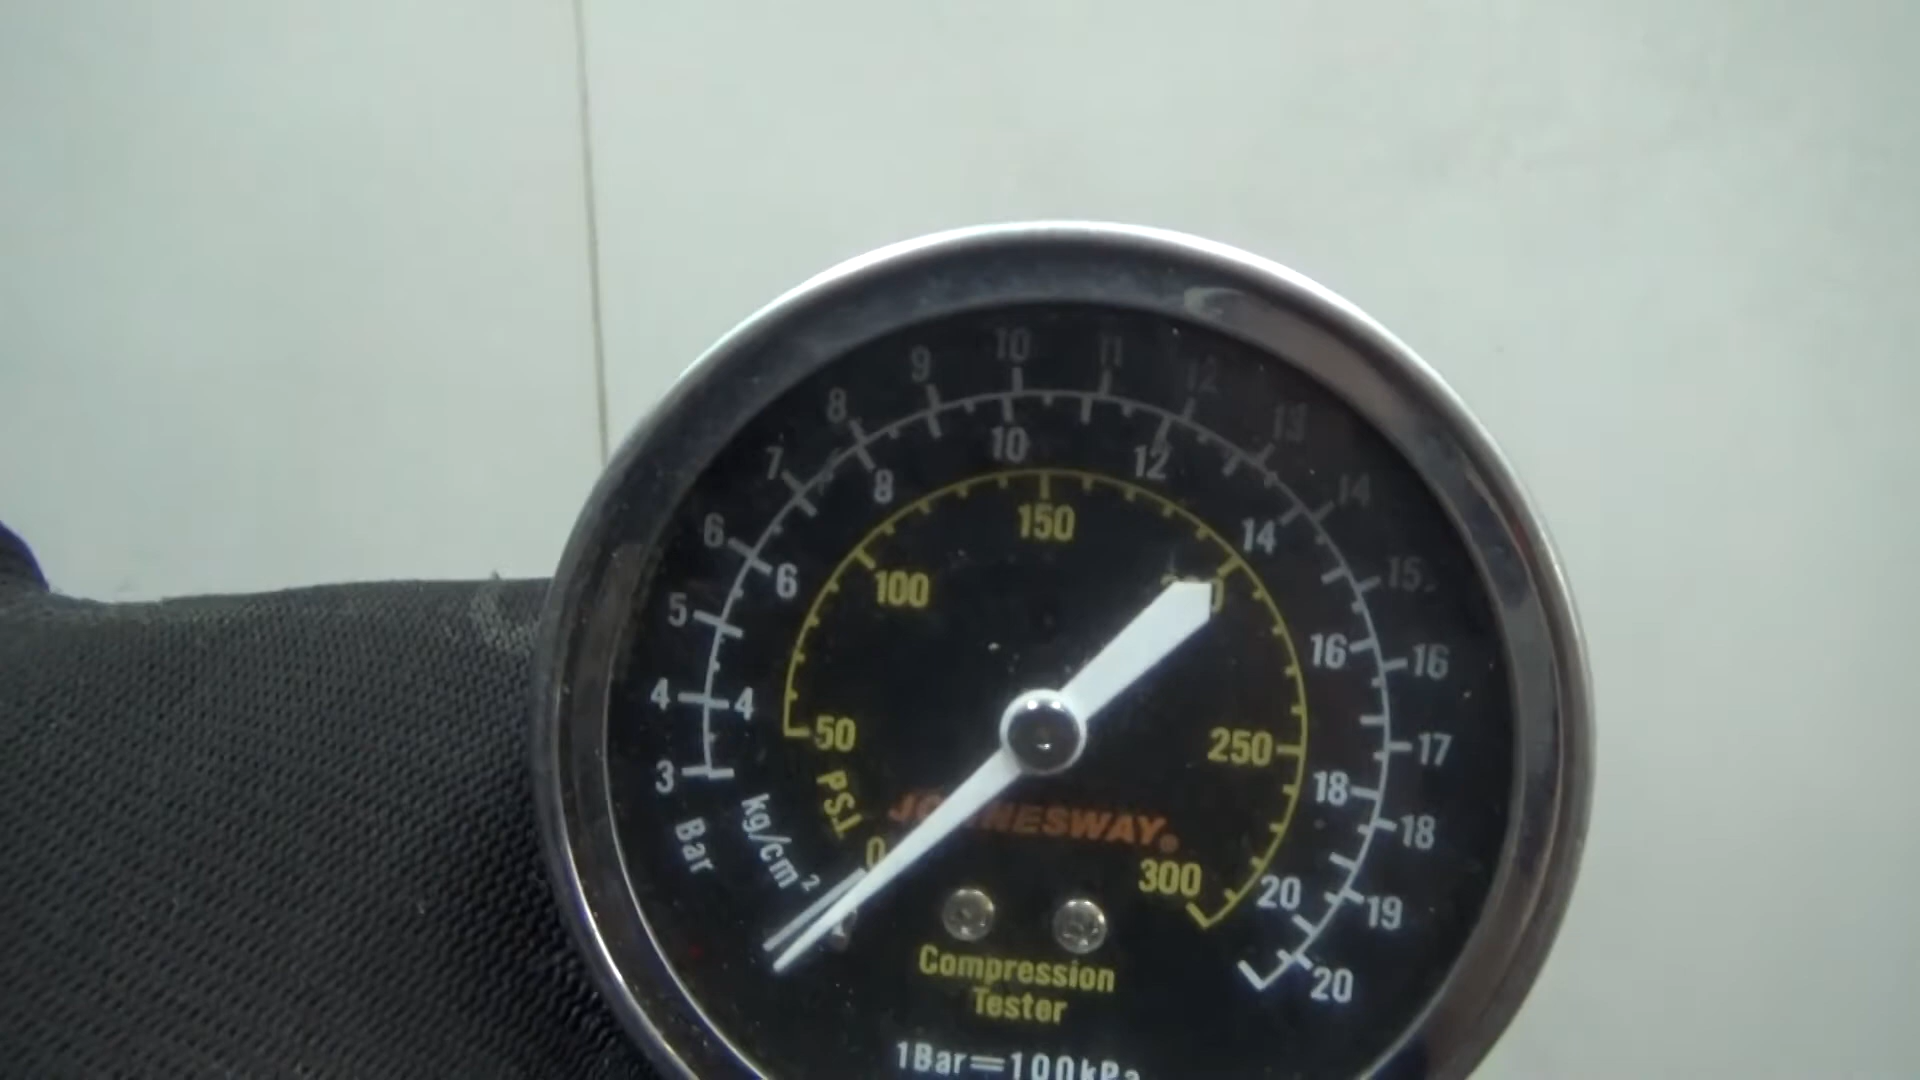 3 4 5 6 7 8 9 10 11 12 13 14 15 16 17 18 19 20
Bar
4 6 8 10 12 14 16 18 20
kg/cm²
0 50 100 150 250 300
PSI
JONNESWAY®
Compression
Tester
1Bar=100kPa